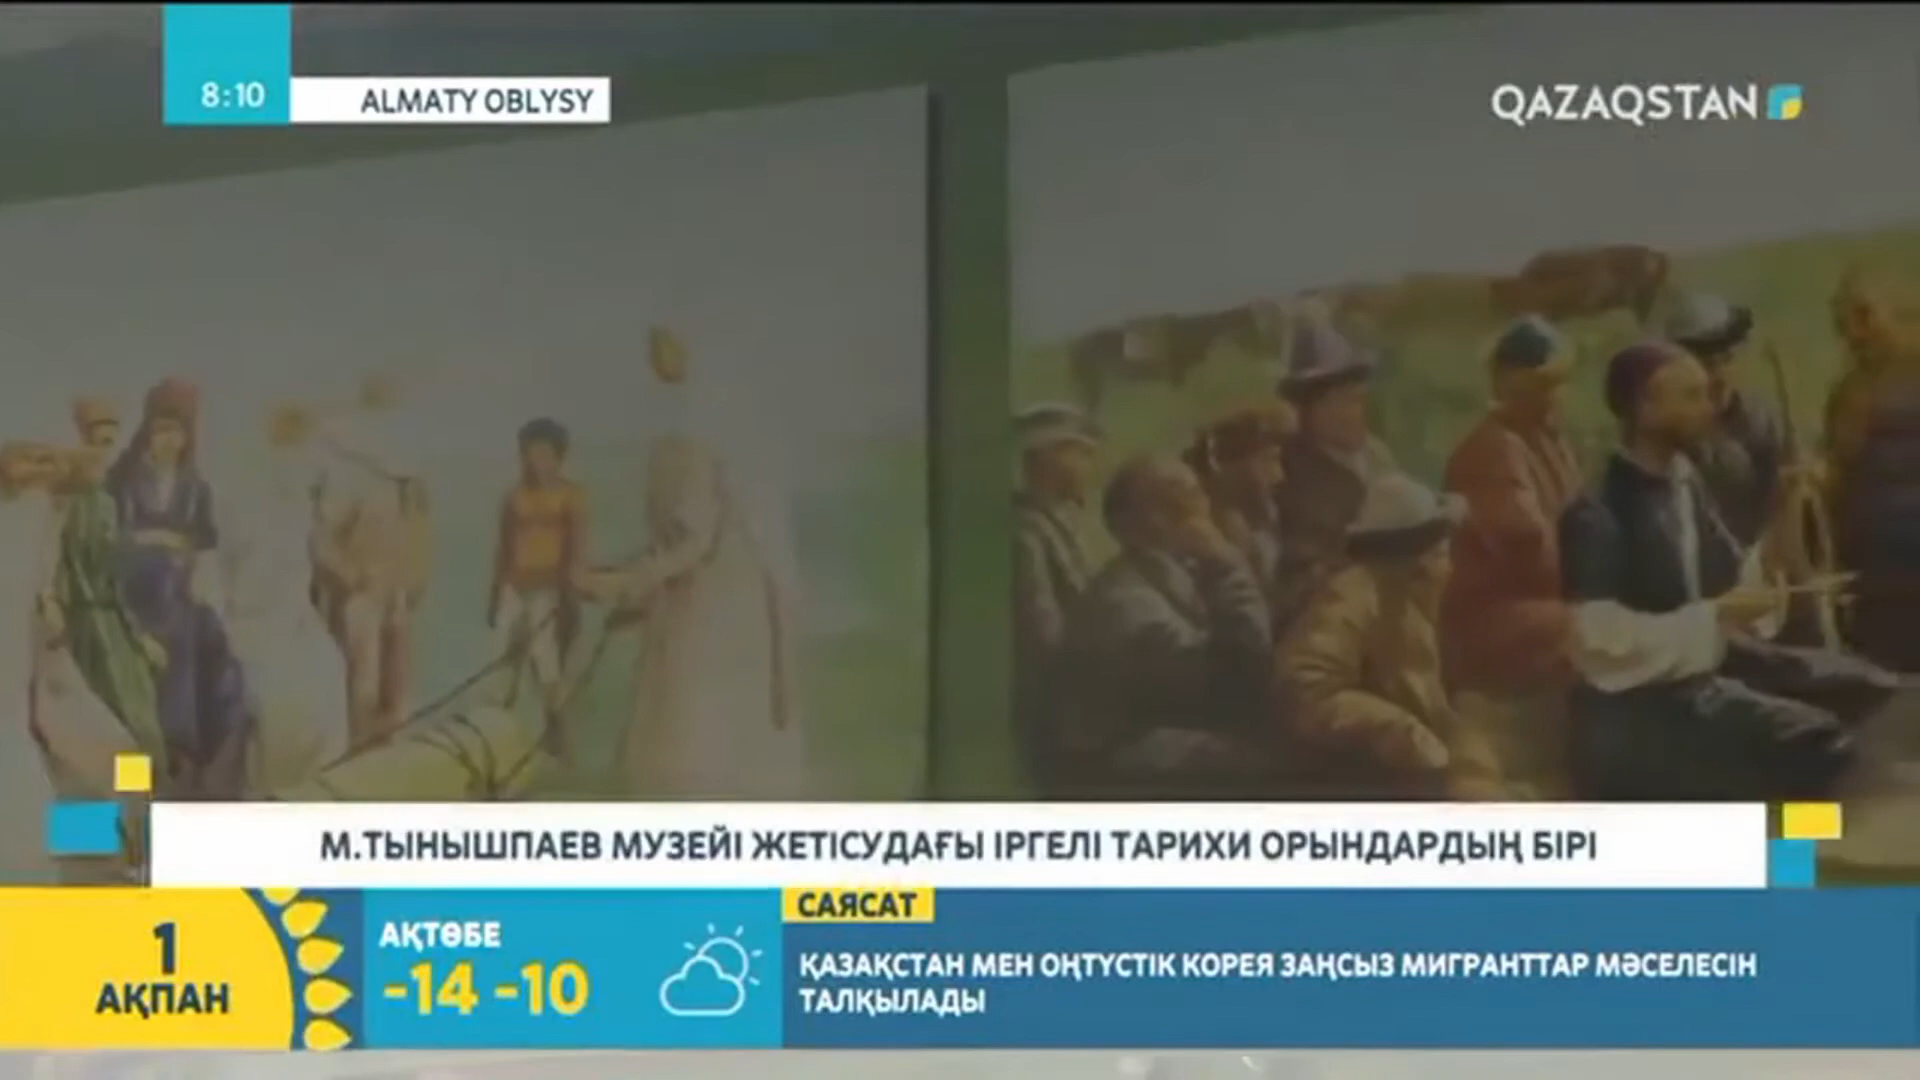 8:10
ALMATY OBLYSY
QAZAQSTAN
М.ТЫНЫШПАЕВ МУЗЕЙІ ЖЕТІСУДАҒЫ ІРГЕЛІ ТАРИХИ ОРЫНДАРДЫҢ БІРІ
1
АҚПАН
АҚТӨБЕ
-14 -10
САЯСАТ
ҚАЗАҚСТАН МЕН ОҢТҮСТІК КОРЕЯ ЗАҢСЫЗ МИГРАНТТАР МӘСЕЛЕСІН
ТАЛҚЫЛАДЫ